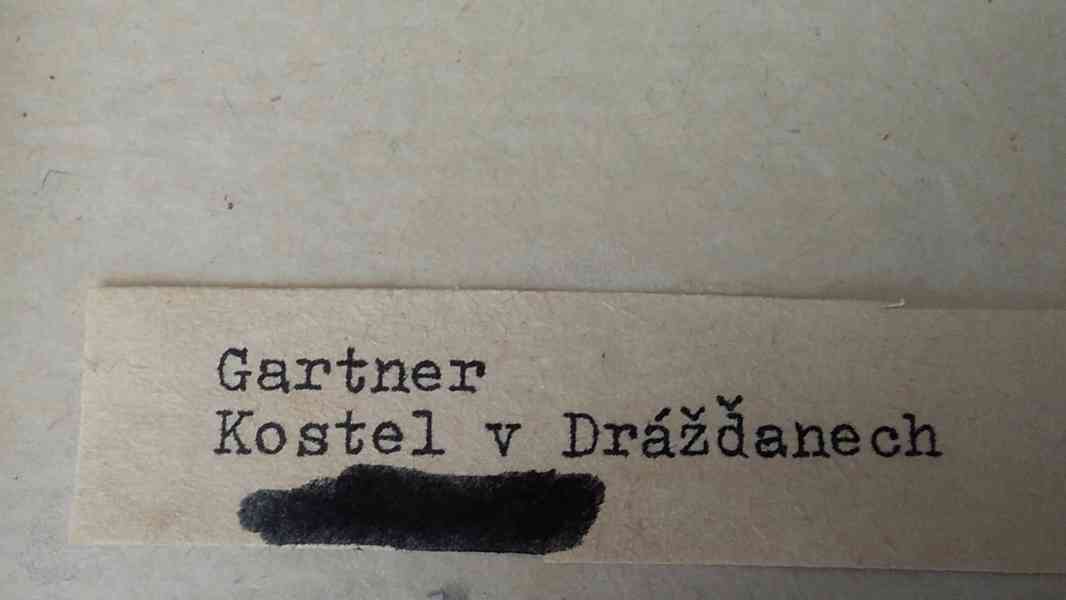 Gartner
Kostel v Drážďanech